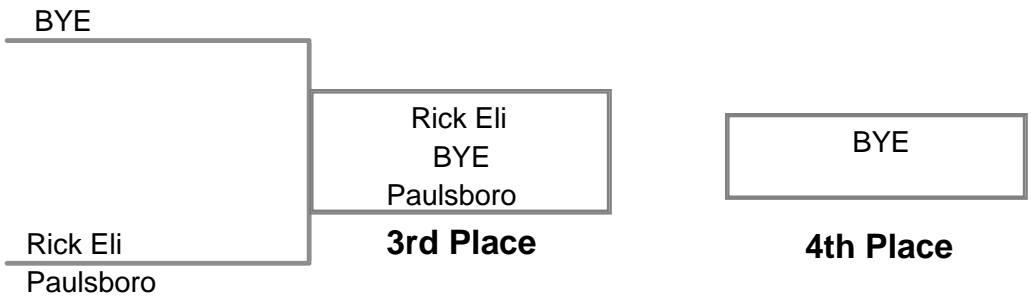 BYE
Rick Eli
BYE
Paulsboro
3rd Place
BYE
4th Place
Rick Eli
Paulsboro